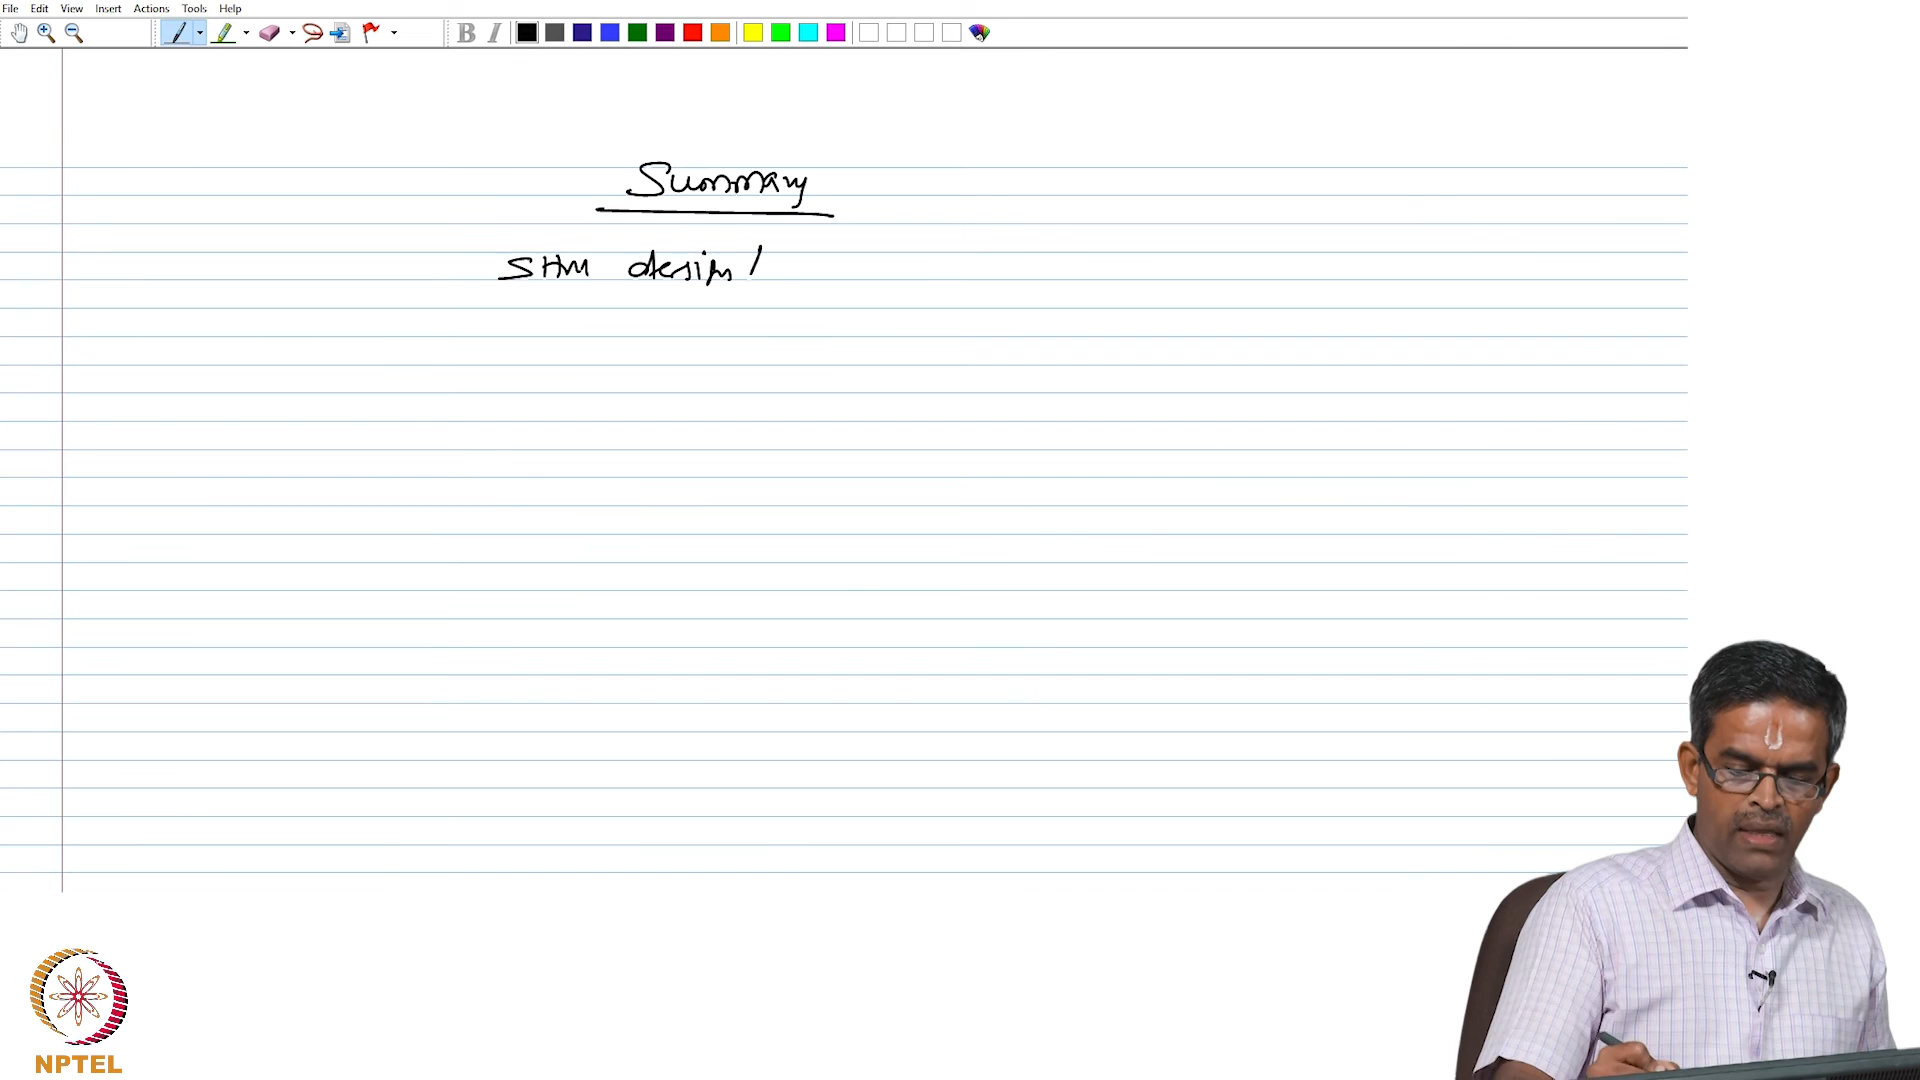 File Edit View Insert Actions Tools Help
B I
Summary
SHM design /
NPTEL